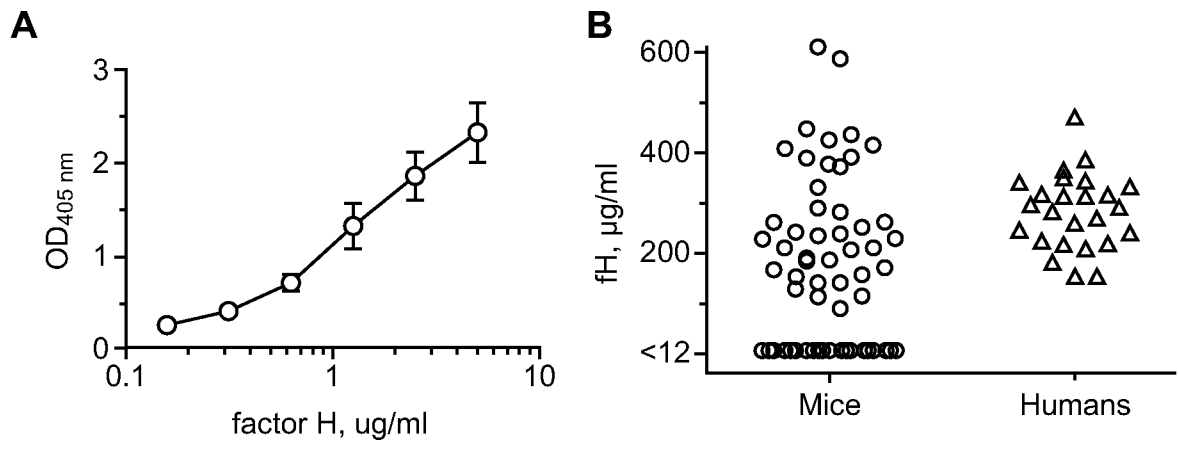 A
3
2
1
0
OD405 nm
0.1
1
10
factor H, ug/ml
B
600
400
200
<12
fH, µg/ml
Mice
Humans